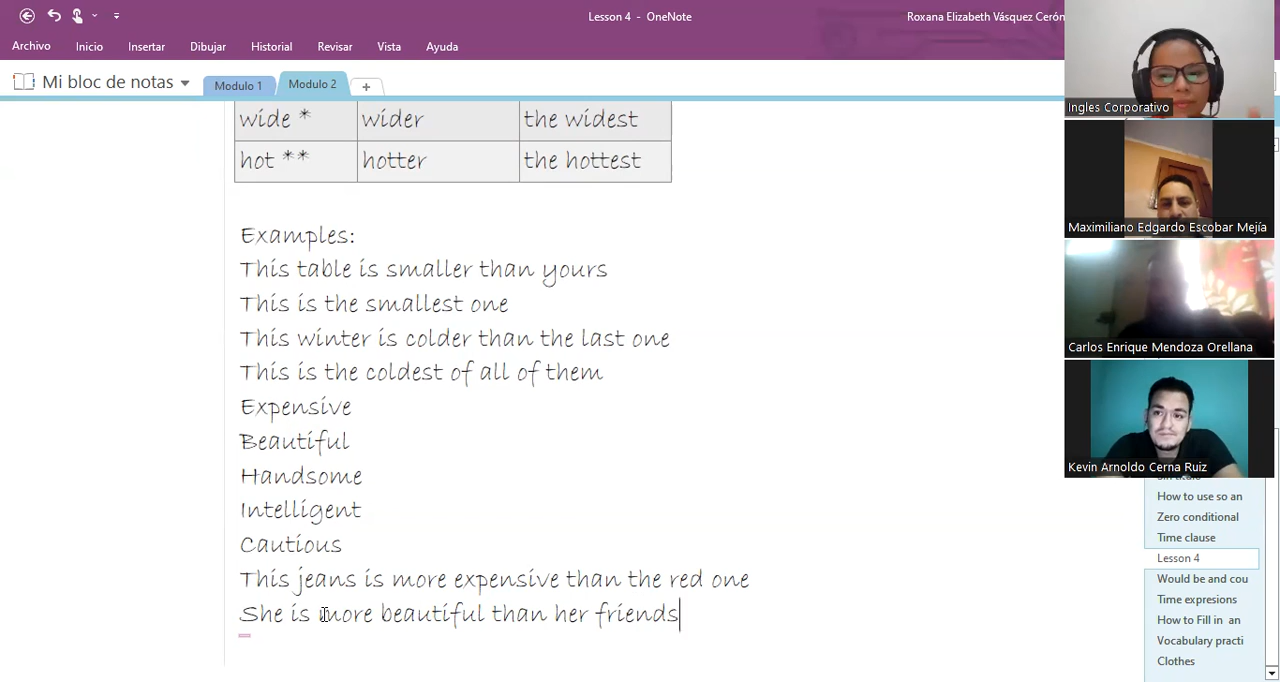 Lesson 4 - OneNote
Roxana Elizabeth Vásquez Cerón
Archivo Inicio Insertar Dibujar Historial Revisar Vista Ayuda
Mi bloc de notas Modulo 1 Modulo 2 +
wide * wider the widest
hot ** hotter the hottest
Examples:
This table is smaller than yours
This is the smallest one
This winter is colder than the last one
This is the coldest of all of them
Expensive
Beautiful
Handsome
Intelligent
Cautious
This jeans is more expensive than the red one
She is more beautiful than her friends
Ingles Corporativo
Maximiliano Edgardo Escobar Mejía
Carlos Enrique Mendoza Orellana
Kevin Arnoldo Cerna Ruiz
How to use so an
Zero conditional
Time clause
Lesson 4
Would be and cou
Time expresions
How to Fill in an
Vocabulary practi
Clothes